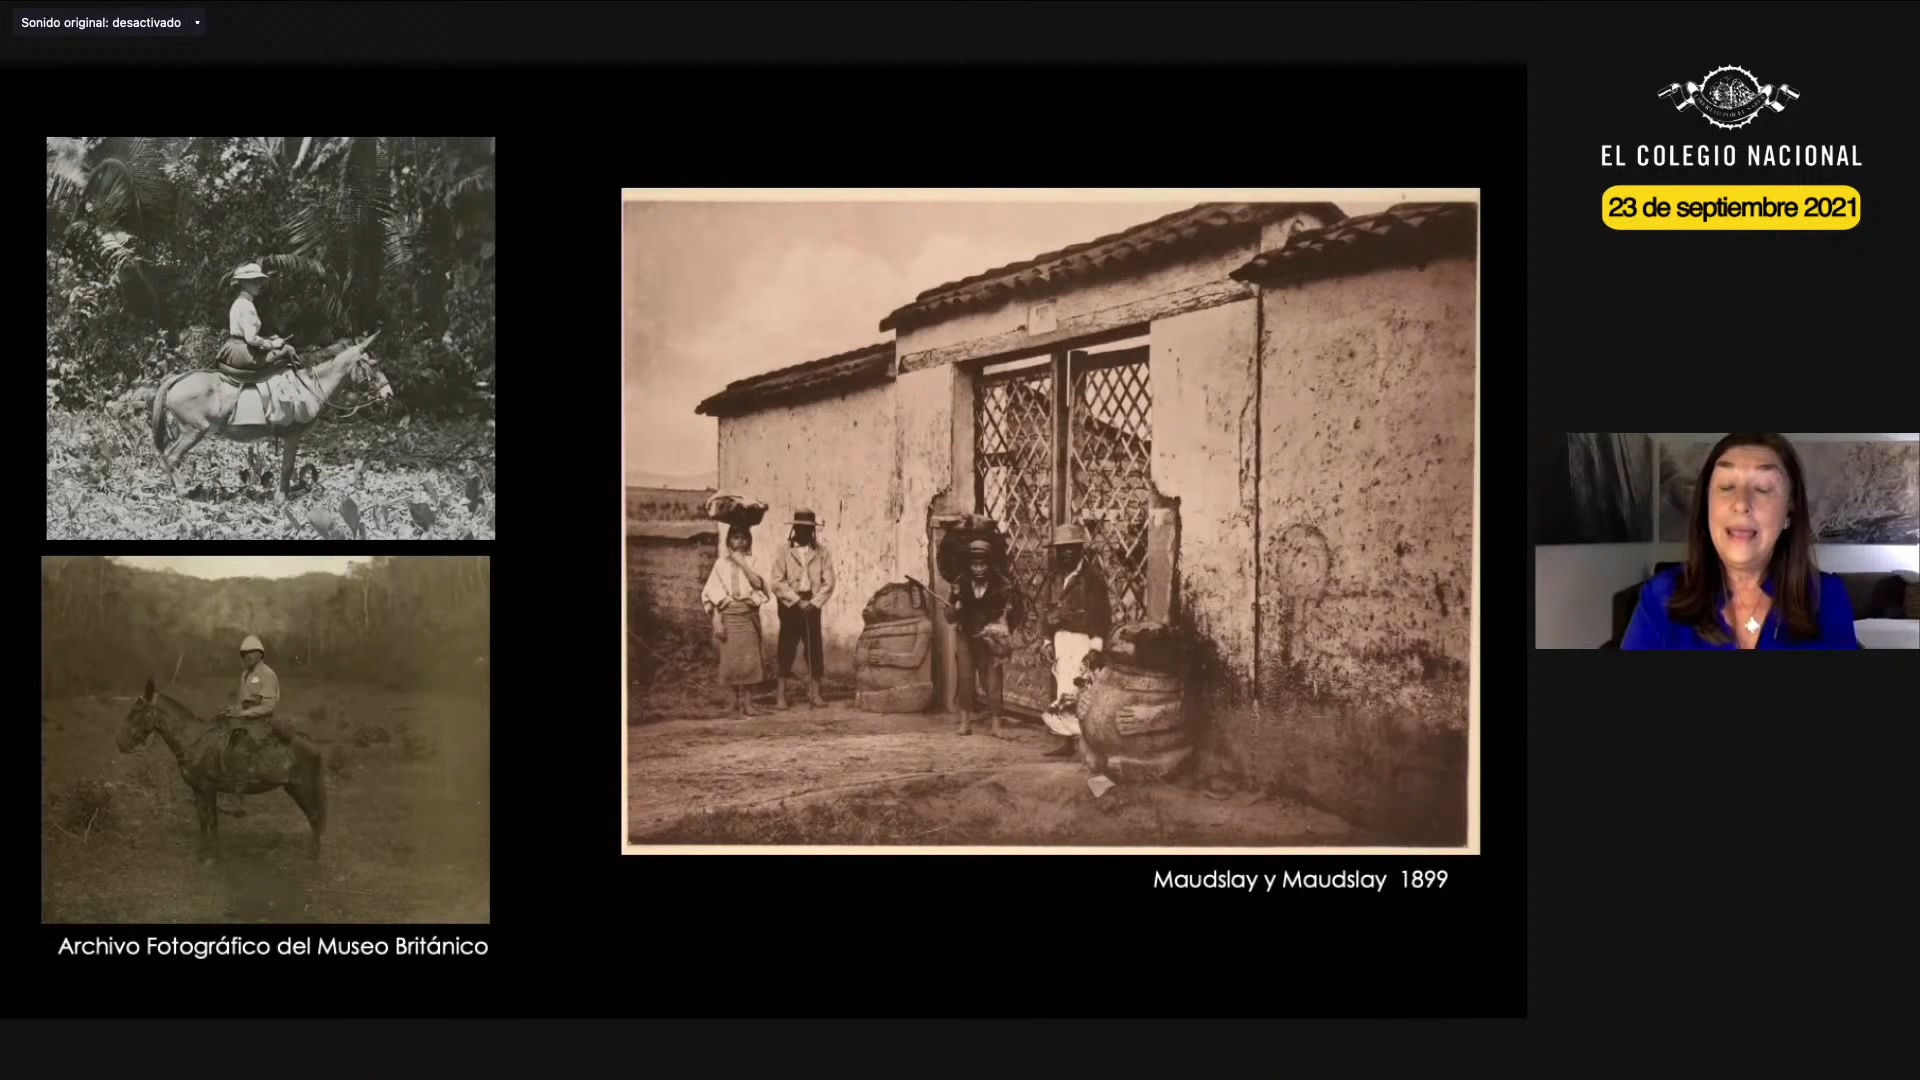 Sonido original: desactivado
EL COLEGIO NACIONAL
23 de septiembre 2021
Maudslay y Maudslay 1899
Archivo Fotográfico del Museo Británico